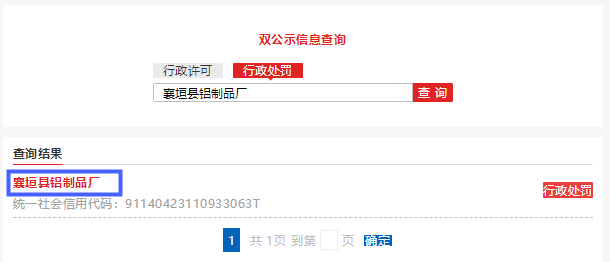 双公示信息查询
行政许可 行政处罚
襄垣县铝制品厂 查 询
查询结果
襄垣县铝制品厂
行政处罚
统一社会信用代码：91140423110933063T
1 共 1页 到第 页 确定